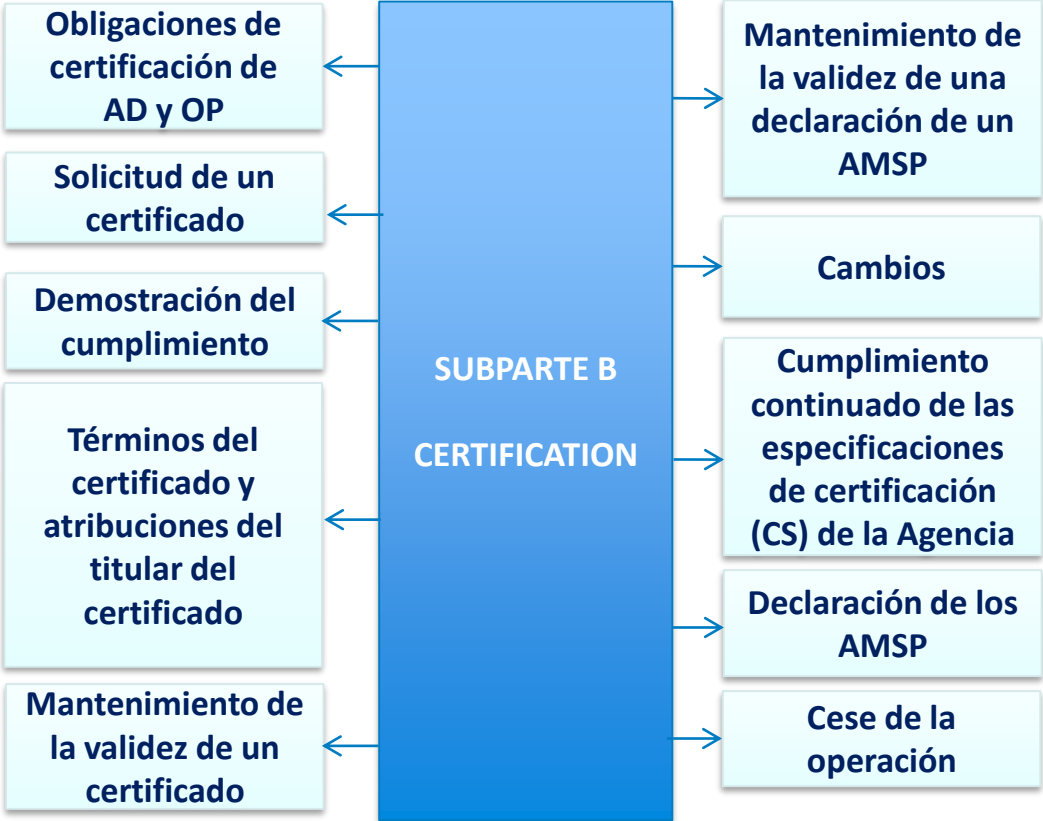 Obligaciones de
certificación de
AD y OP
Solicitud de un
certificado
Demostración del
cumplimiento
Términos del
certificado y
atribuciones del
titular del
certificado
Mantenimiento de
la validez de un
certificado
SUBPARTE B
CERTIFICATION
Mantenimiento de
la validez de una
declaración de un
AMSP
Cambios
Cumplimiento
continuado de las
especificaciones
de certificación
(CS) de la Agencia
Declaración de los
AMSP
Cese de la
operación